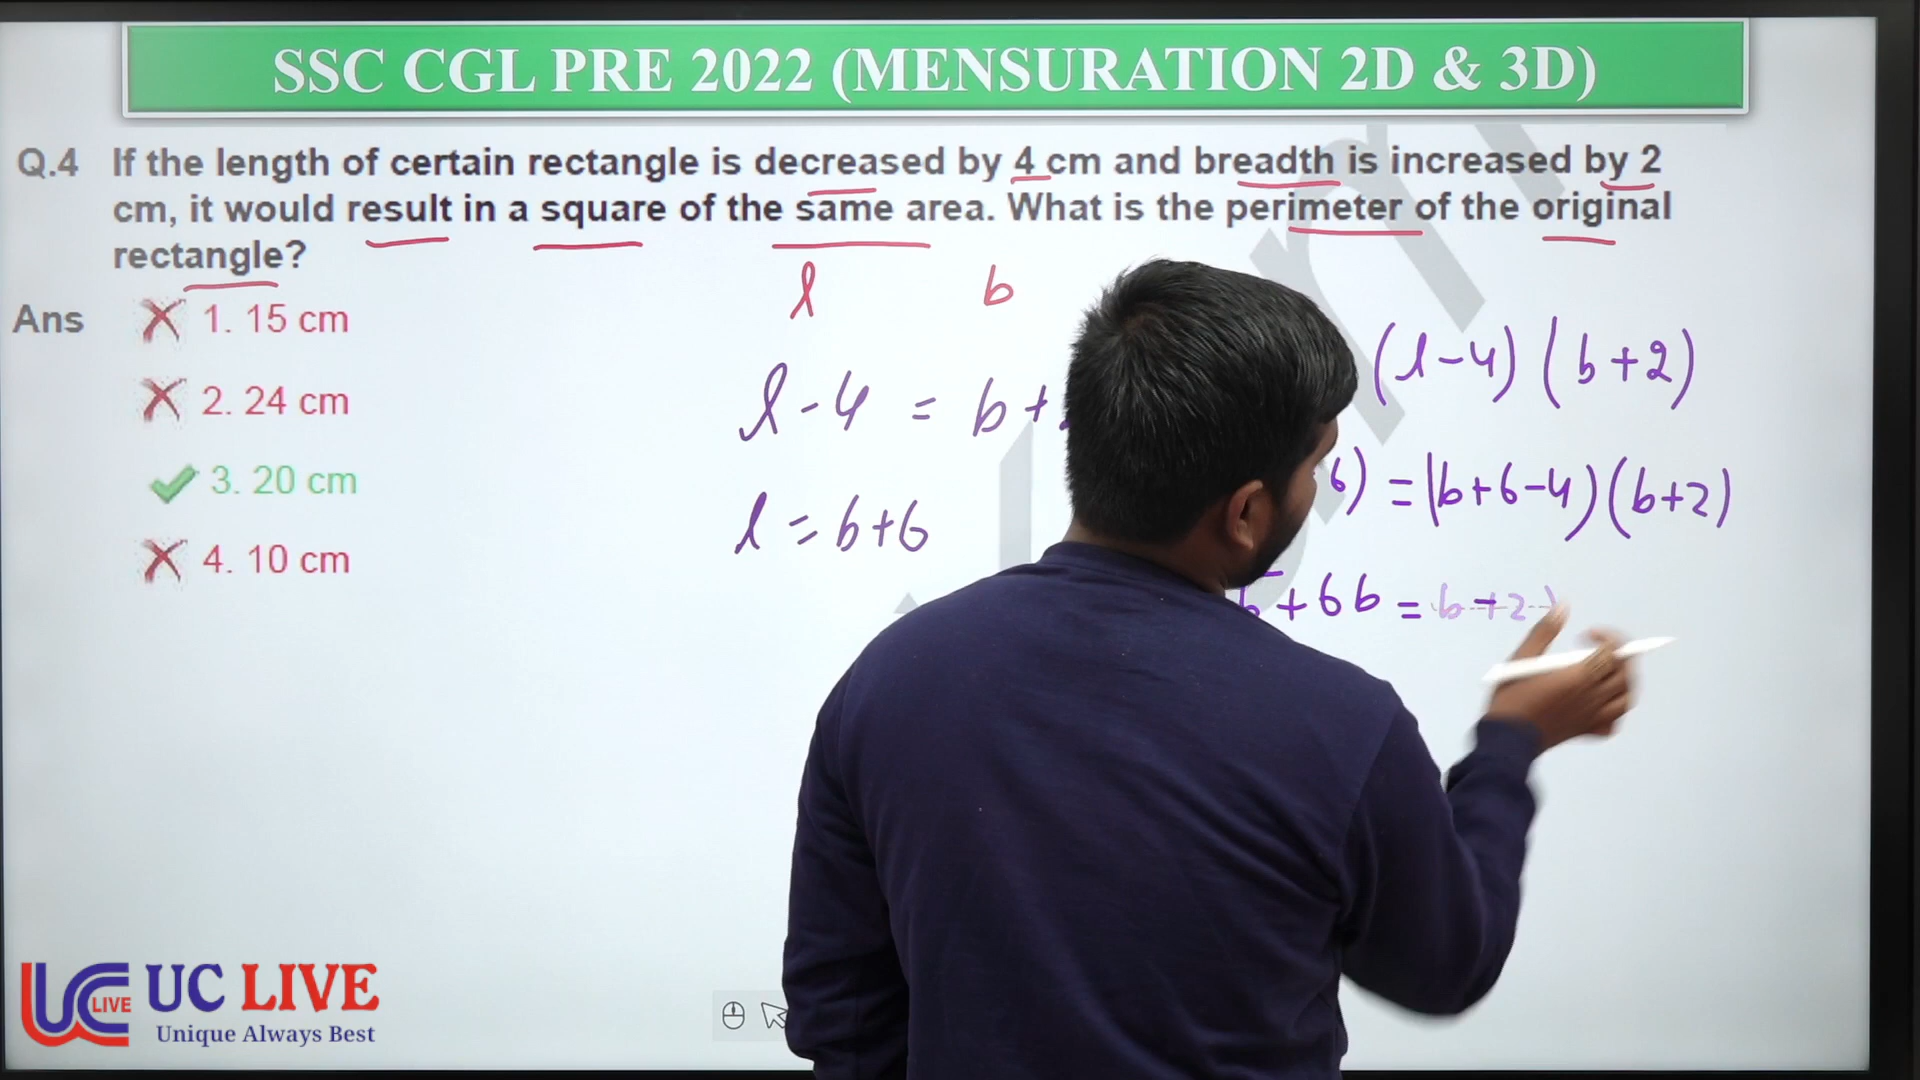 SSC CGL PRE 2022 (MENSURATION 2D & 3D)
Q.4 If the length of certain rectangle is decreased by 4 cm and breadth is increased by 2
cm, it would result in a square of the same area. What is the perimeter of the original
rectangle?
Ans
1. 15 cm
2. 24 cm
3. 20 cm
4. 10 cm
l b
l - 4 = b +
l = b+6
(l-4) (b+2)
6) = (b+6-4)(b+2)
+ 6b = b+2)
UC LIVE
LIVE
Unique Always Best